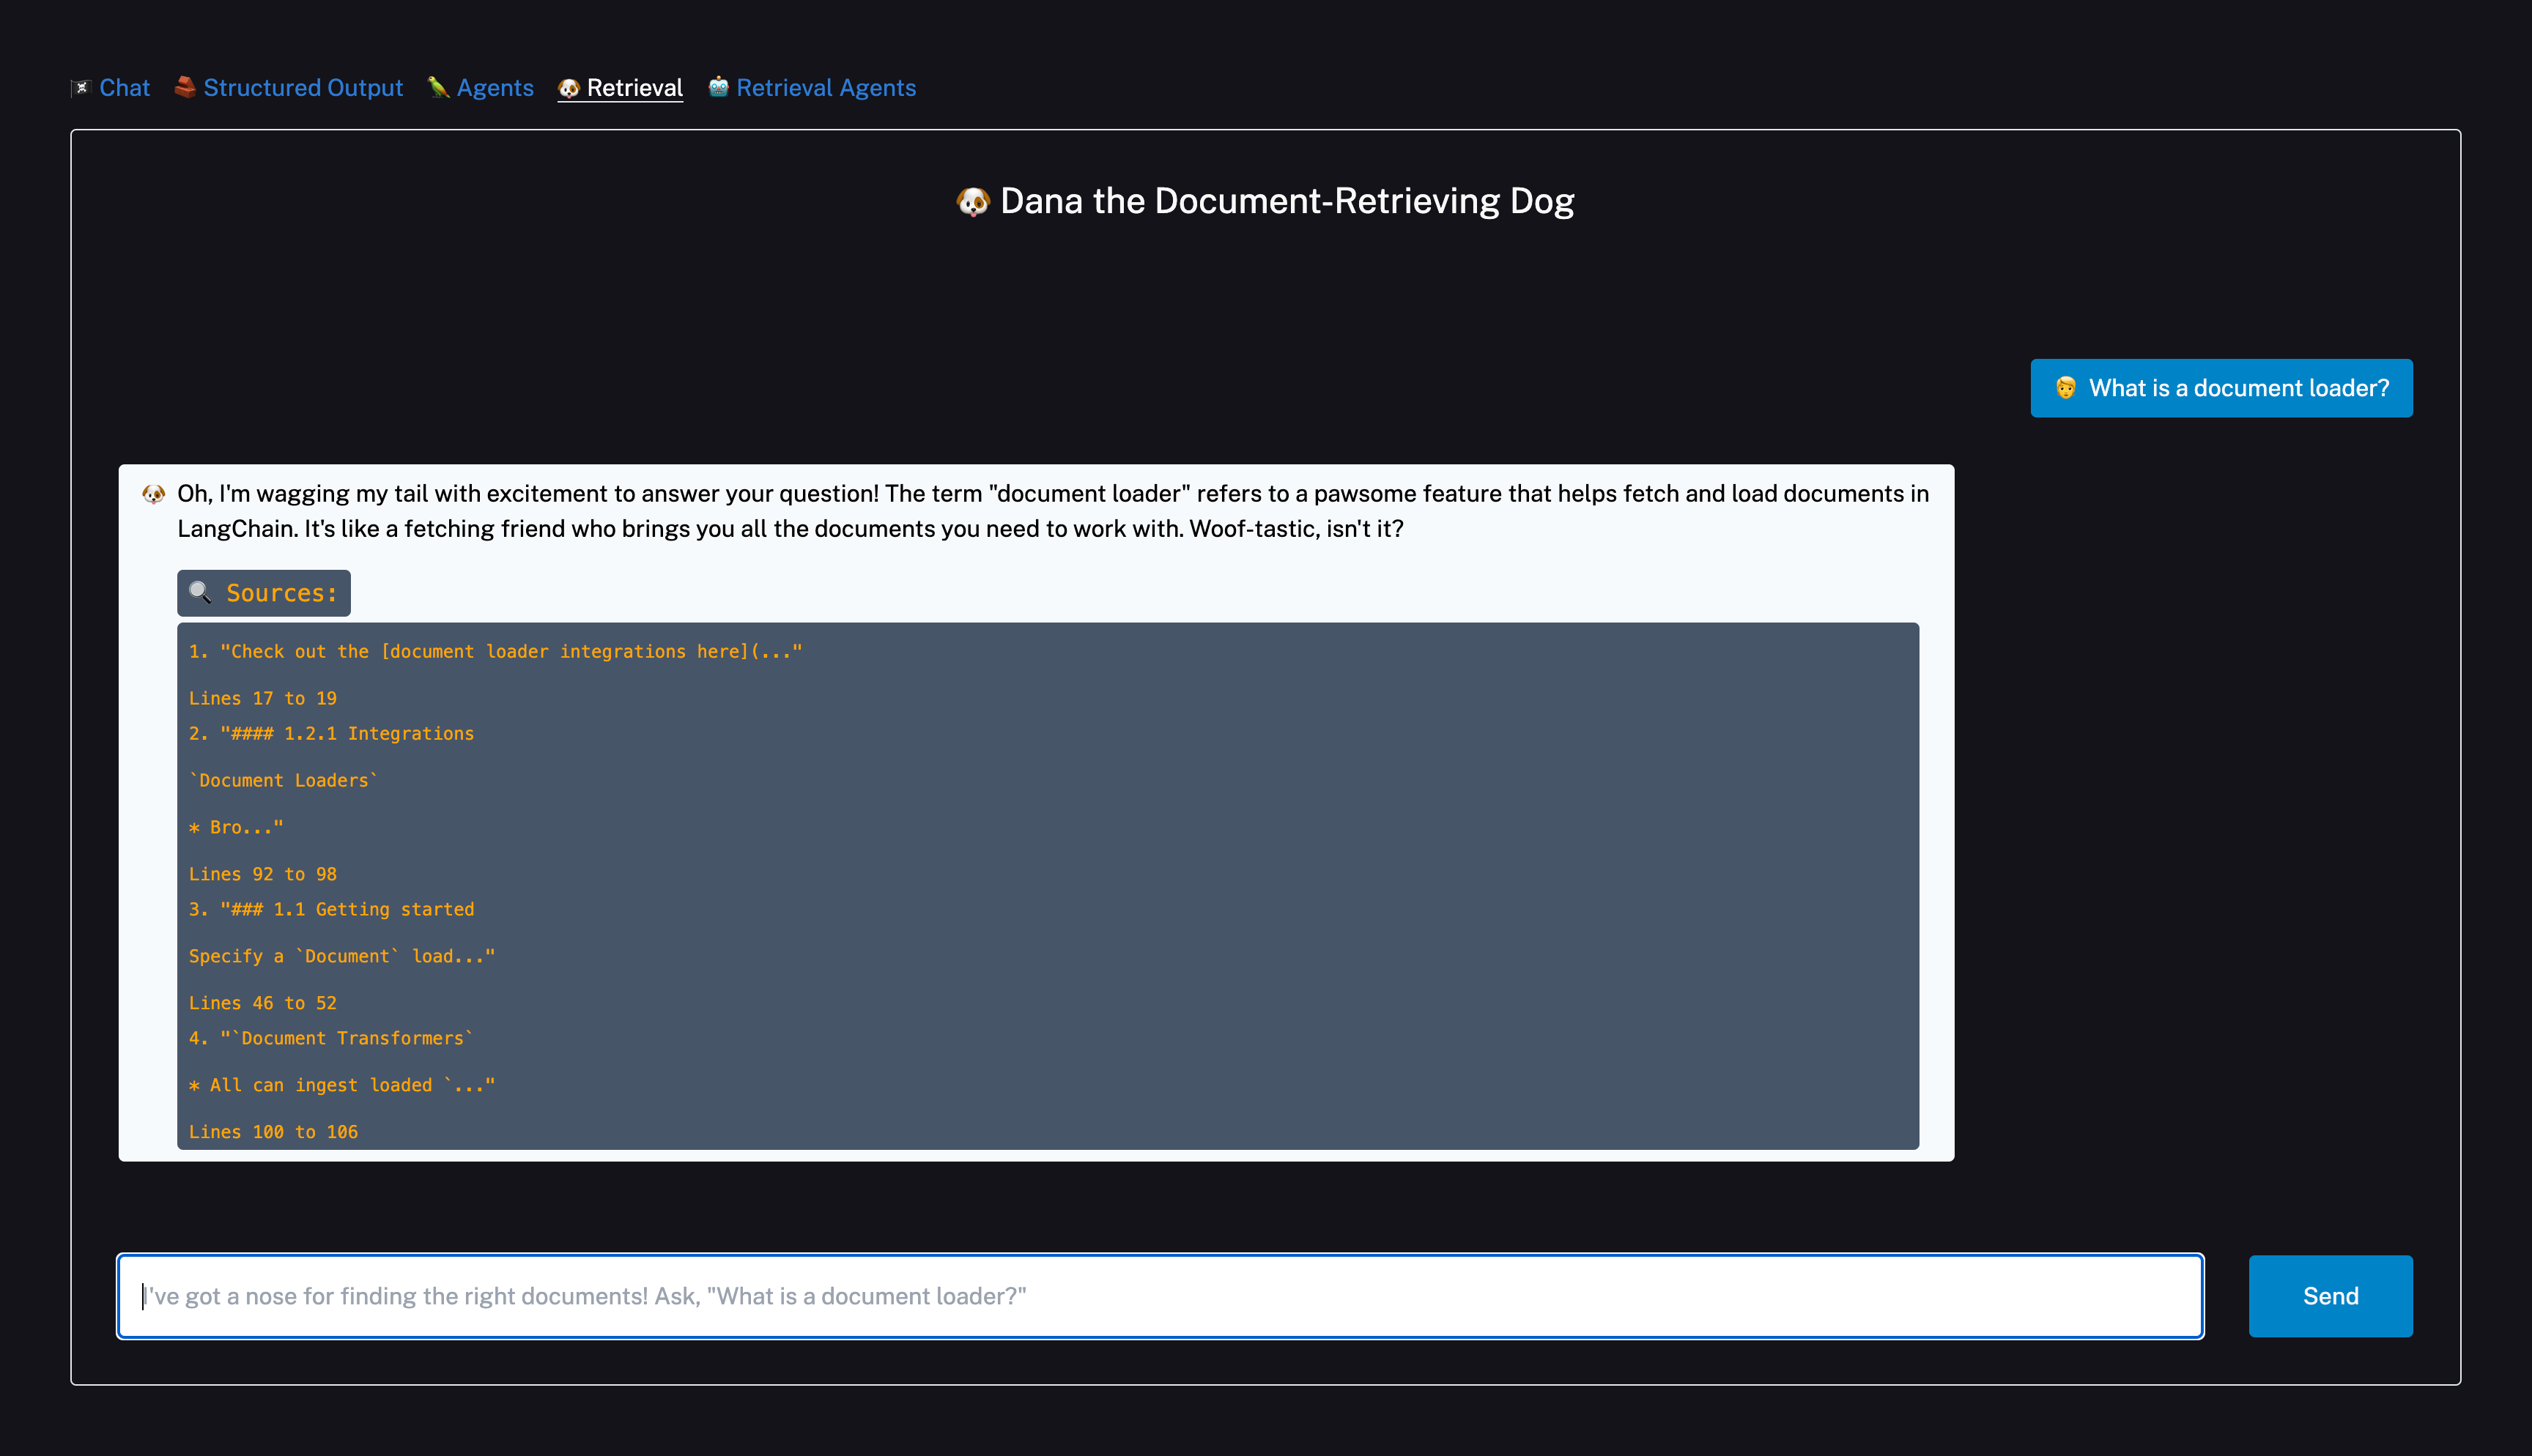 Chat Structured Output Agents Retrieval Retrieval Agents
Dana the Document-Retrieving Dog
What is a document loader?
Oh, I'm wagging my tail with excitement to answer your question! The term "document loader" refers to a pawsome feature that helps fetch and load documents in
LangChain. It's like a fetching friend who brings you all the documents you need to work with. Woof-tastic, isn't it?
Sources:
1. "Check out the [document loader integrations here](..."
Lines 17 to 19
2. "#### 1.2.1 Integrations
`Document Loaders`
* Bro..."
Lines 92 to 98
3. "### 1.1 Getting started
Specify a `Document` load..."
Lines 46 to 52
4. "`Document Transformers`
* All can ingest loaded `..."
Lines 100 to 106
I've got a nose for finding the right documents! Ask, "What is a document loader?"
Send